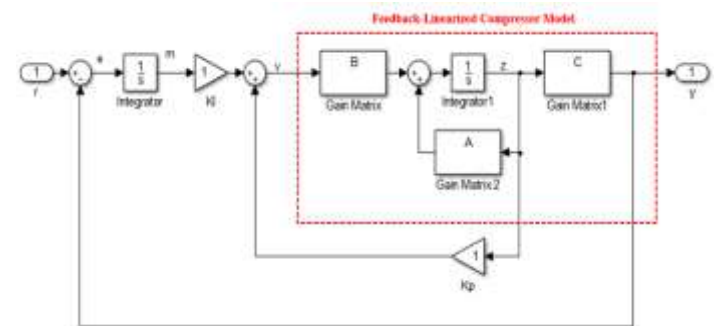 Feedback Linearized Compressor Model
1
r
e
1
s
Integrator
m
1
KI
v
B
Gain Matrix
1
s
Integrator1
z
C
Gain Matrix1
1
y
A
Gain Matrix 2
1
Kp